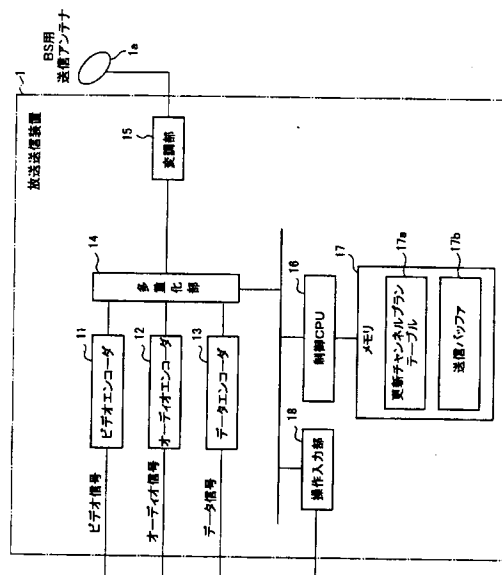 1
放送送信装置
BS用
送信アンテナ
1a
15
変調部
14
多重化部
11
ビデオエンコーダ
ビデオ信号
12
オーディオエンコーダ
オーディオ信号
13
データエンコーダ
データ信号
16
制御CPU
18
操作入力部
17
メモリ
17a
更新チャンネルプラン
テーブル
17b
送信バッファ